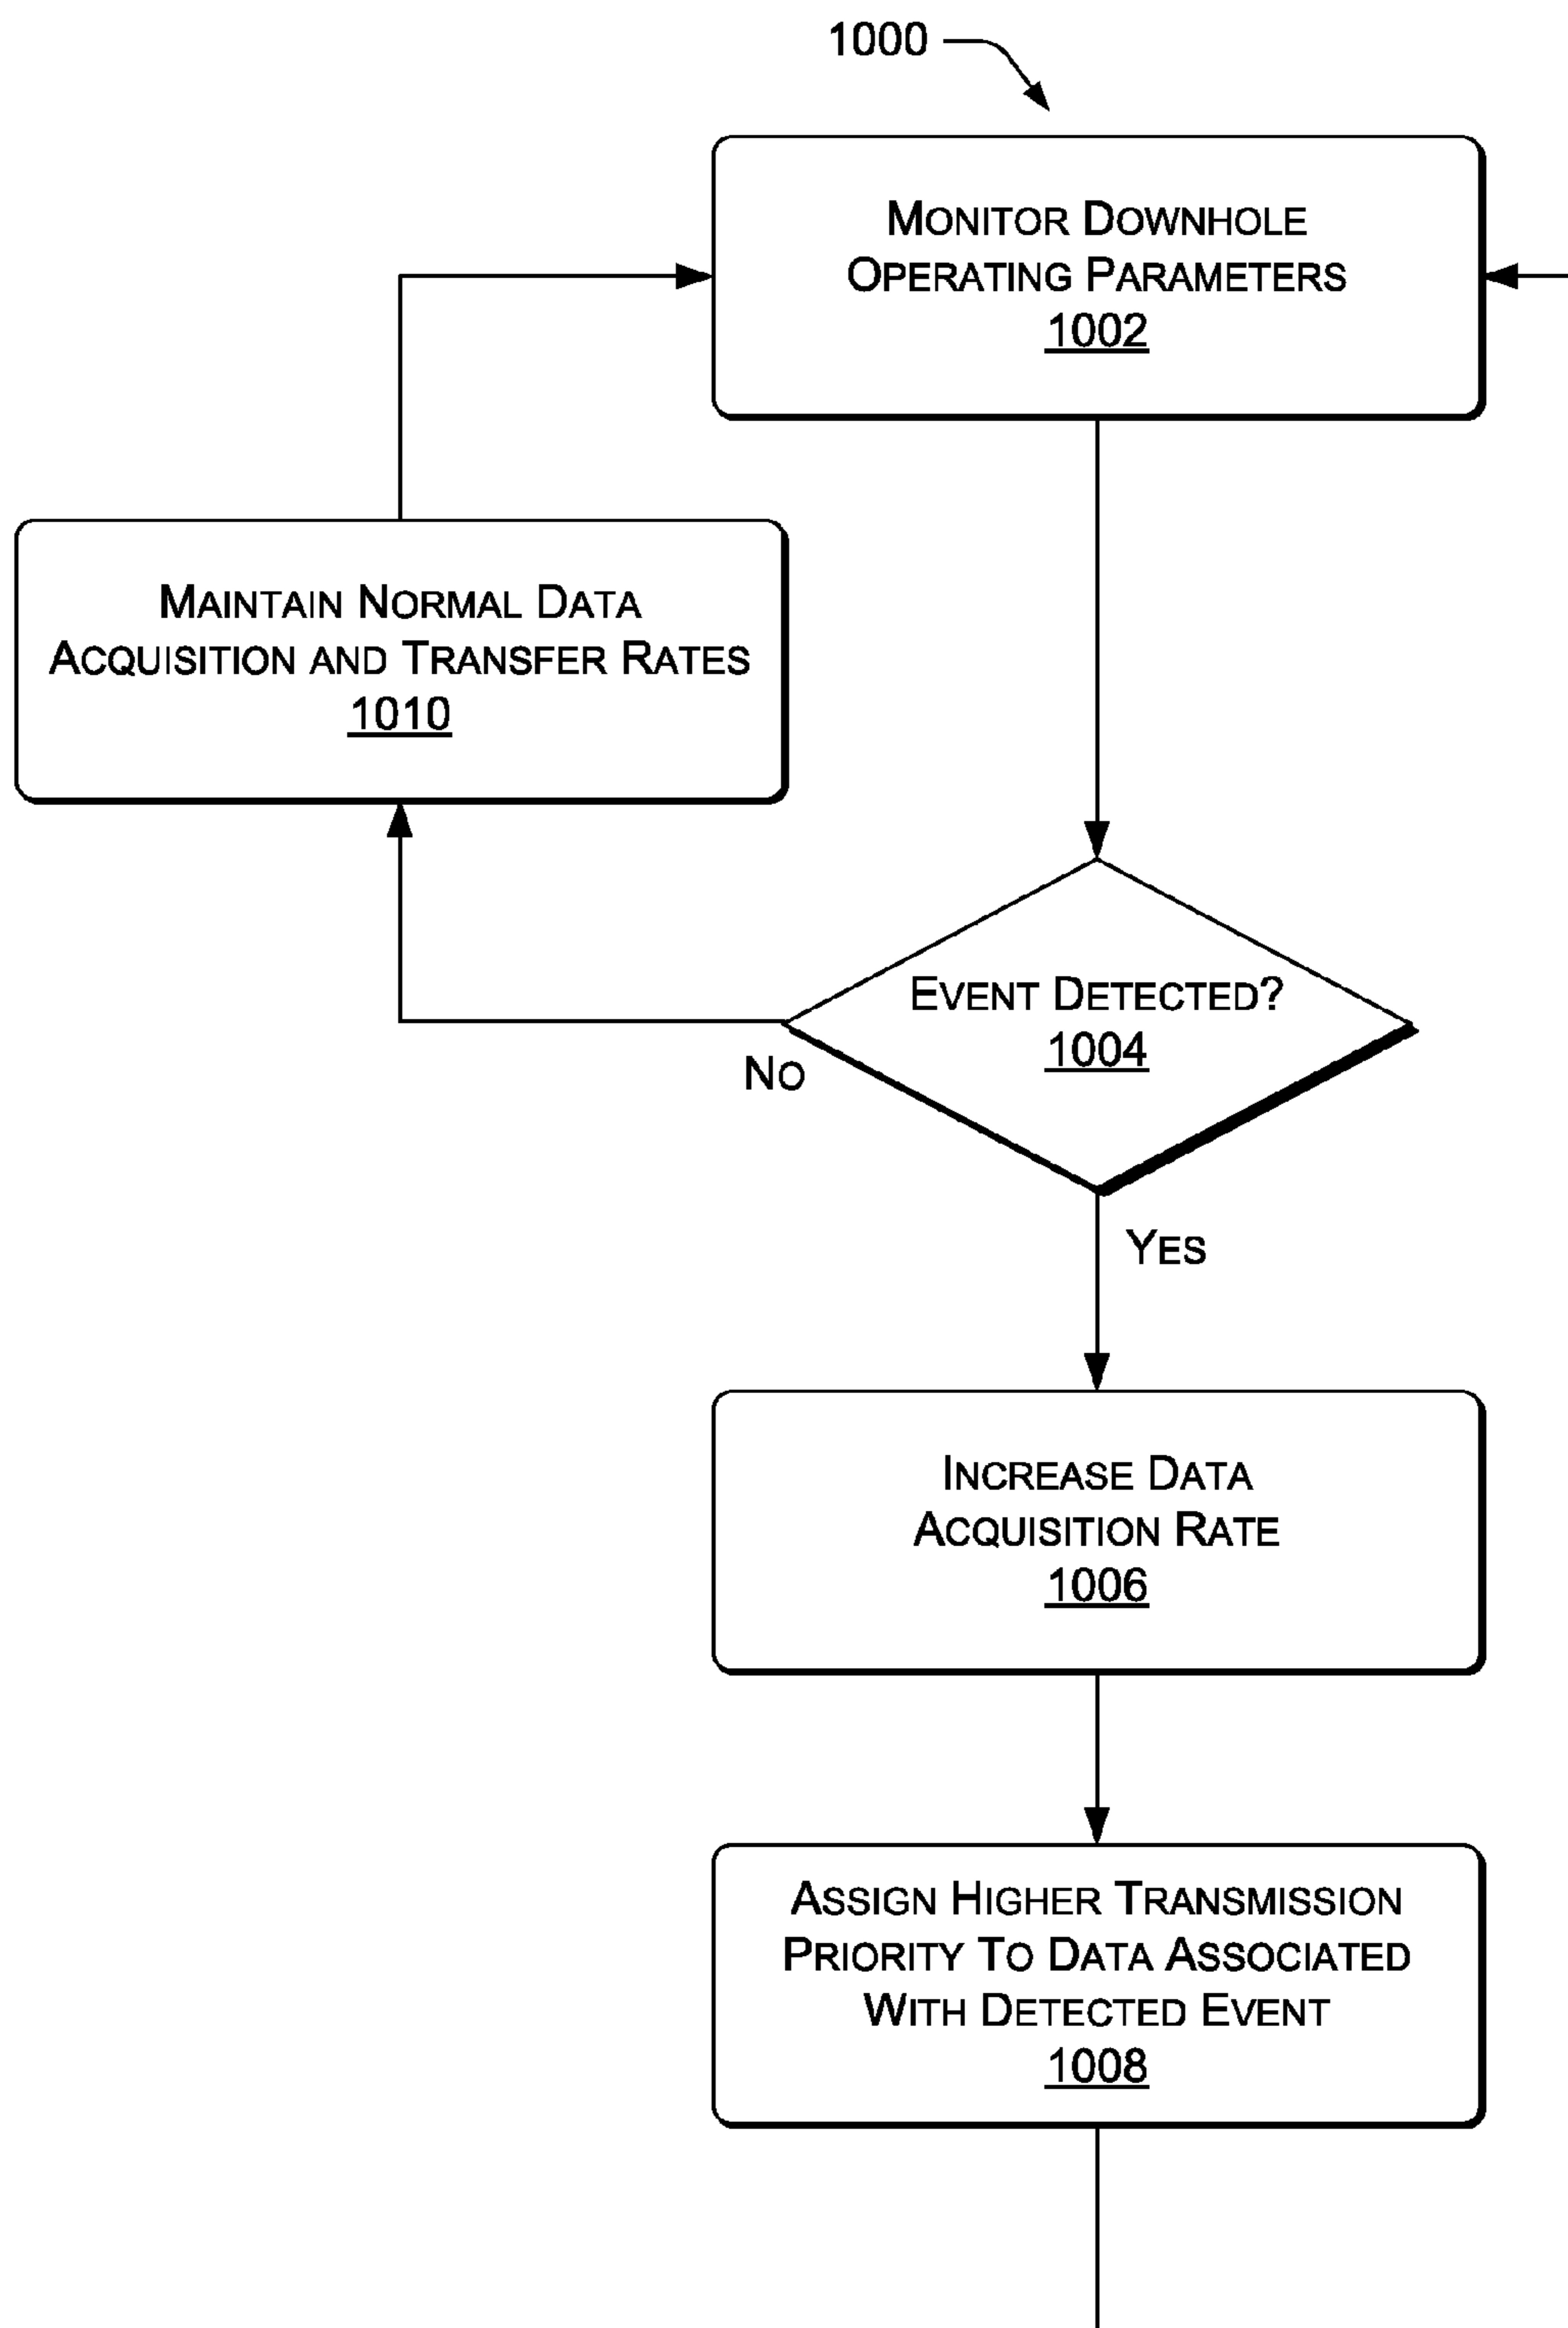 1000
MONITOR DOWNHOLE
OPERATING PARAMETERS
1002
MAINTAIN NORMAL DATA
ACQUISITION AND TRANSFER RATES
1010
EVENT DETECTED?
1004
NO
YES
INCREASE DATA
ACQUISITION RATE
1006
ASSIGN HIGHER TRANSMISSION
PRIORITY TO DATA ASSOCIATED
WITH DETECTED EVENT
1008